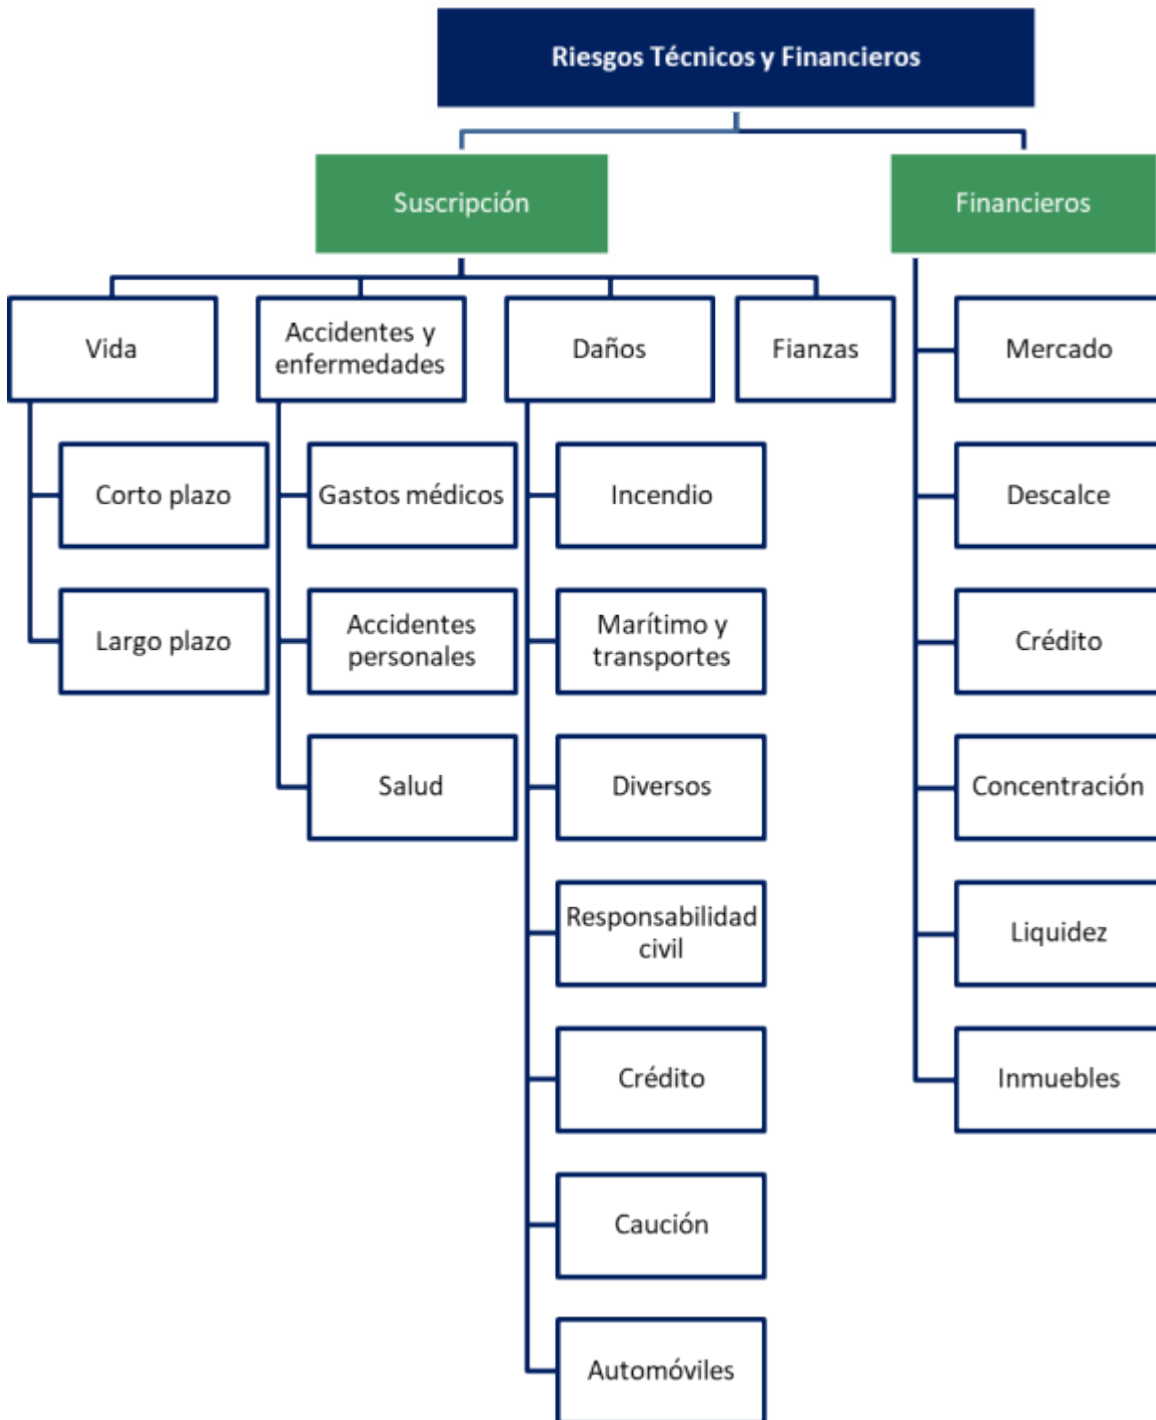 Riesgos Técnicos y Financieros
Suscripción
Financieros
Vida
Accidentes y
enfermedades
Daños
Fianzas
Mercado
Corto plazo
Gastos médicos
Incendio
Descalce
Largo plazo
Accidentes
personales
Marítimo y
transportes
Crédito
Salud
Diversos
Concentración
Responsabilidad
civil
Liquidez
Crédito
Inmuebles
Caución
Automóviles